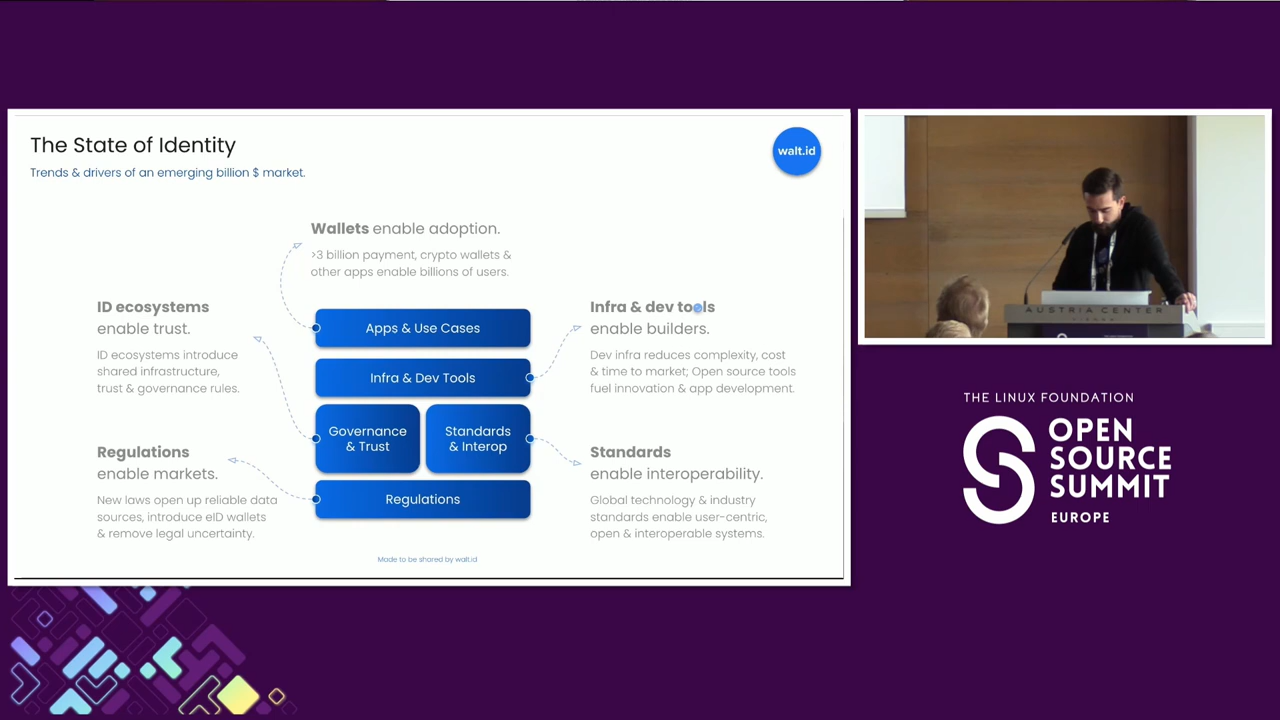 The State of Identity
Trends & drivers of an emerging billion $ market.
walt.id
Wallets enable adoption.
>3 billion payment, crypto wallets &
other apps enable billions of users.
ID ecosystems
enable trust.
ID ecosystems introduce
shared infrastructure,
trust & governance rules.
Regulations
enable markets.
New laws open up reliable data
sources, introduce eID wallets
& remove legal uncertainty.
Apps & Use Cases
Infra & Dev Tools
Governance
& Trust
Standards
& Interop
Regulations
Infra & dev tools
enable builders.
Dev infra reduces complexity, cost
& time to market; Open source tools
fuel innovation & app development.
Standards
enable interoperability.
Global technology & industry
standards enable user-centric,
open & interoperable systems.
Made to be shared by walt.id
AUSTRIA CENTER
THE LINUX FOUNDATION
OPEN
SOURCE
SUMMIT
EUROPE